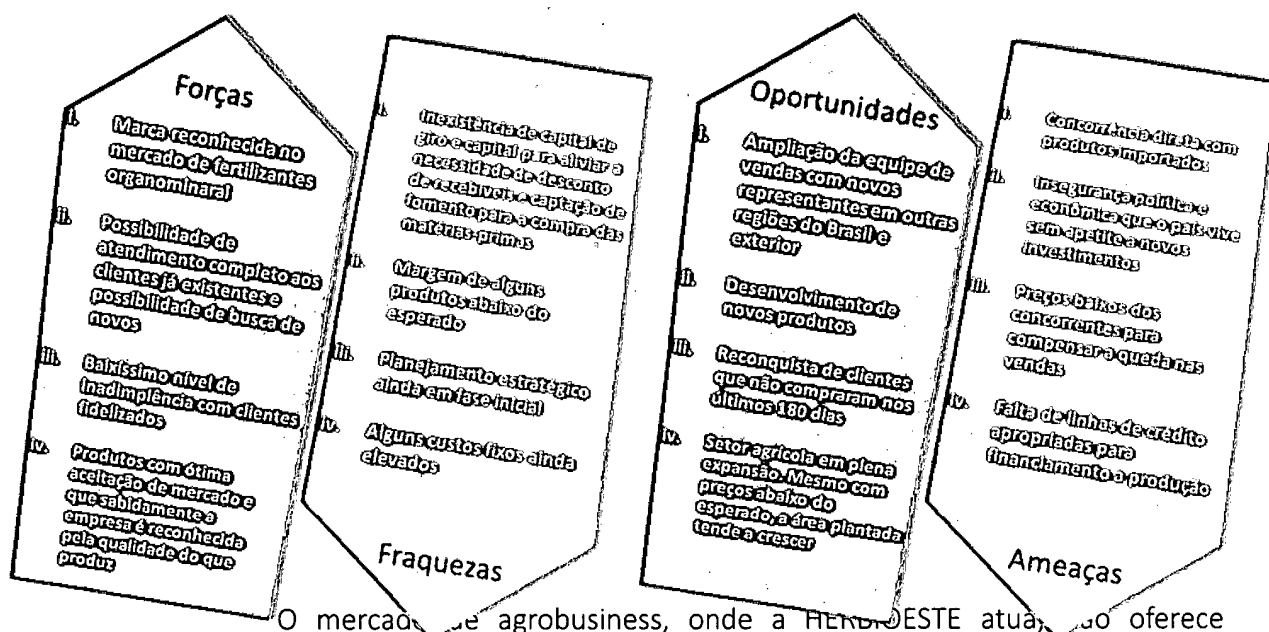 Forças
i. Marca reconhecida no
mercado de fertilizantes
organominaral
ii. Possibilidade de
atendimento completo aos
clientes já existentes e
possibilidade de busca de
novos
iii. Baixíssimo nível de
inadimplência com clientes
fidelizados
iv. Produtos com ótima
aceitação de mercado e
que sabidamente a
empresa é reconhecida
pela qualidade do que
produz
i. Inexistência de capital de
giro e capital para aliviar a
necessidade de desconto
de recebíveis e captação de
fomento para a compra das
matérias-primas
ii. Margem de alguns
produtos abaixo do
esperado
iii. Planejamento estratégico
ainda em fase inicial
iv. Alguns custos fixos ainda
elevados
Fraquezas
Oportunidades
i. Ampliação da equipe de
vendas com novos
representantes em outras
regiões do Brasil e
exterior
ii. Desenvolvimento de
novos produtos
iii. Reconquista de clientes
que não compraram nos
últimos 180 dias
iv. Setor agrícola em plena
expansão. Mesmo com
preços abaixo do
esperado, a área plantada
tende a crescer
i. Concorrência direta com
produtos importados
ii. Insegurança política e
econômica que o país vive
sem apetite a novos
investimentos
iii. Preços baixos dos
concorrentes para
compensar a queda nas
vendas
iv. Falta de linhas de crédito
apropriadas para
financiamento a produção
Ameaças
O mercado de agrobusiness, onde a HERBIOESTE atua, oferece